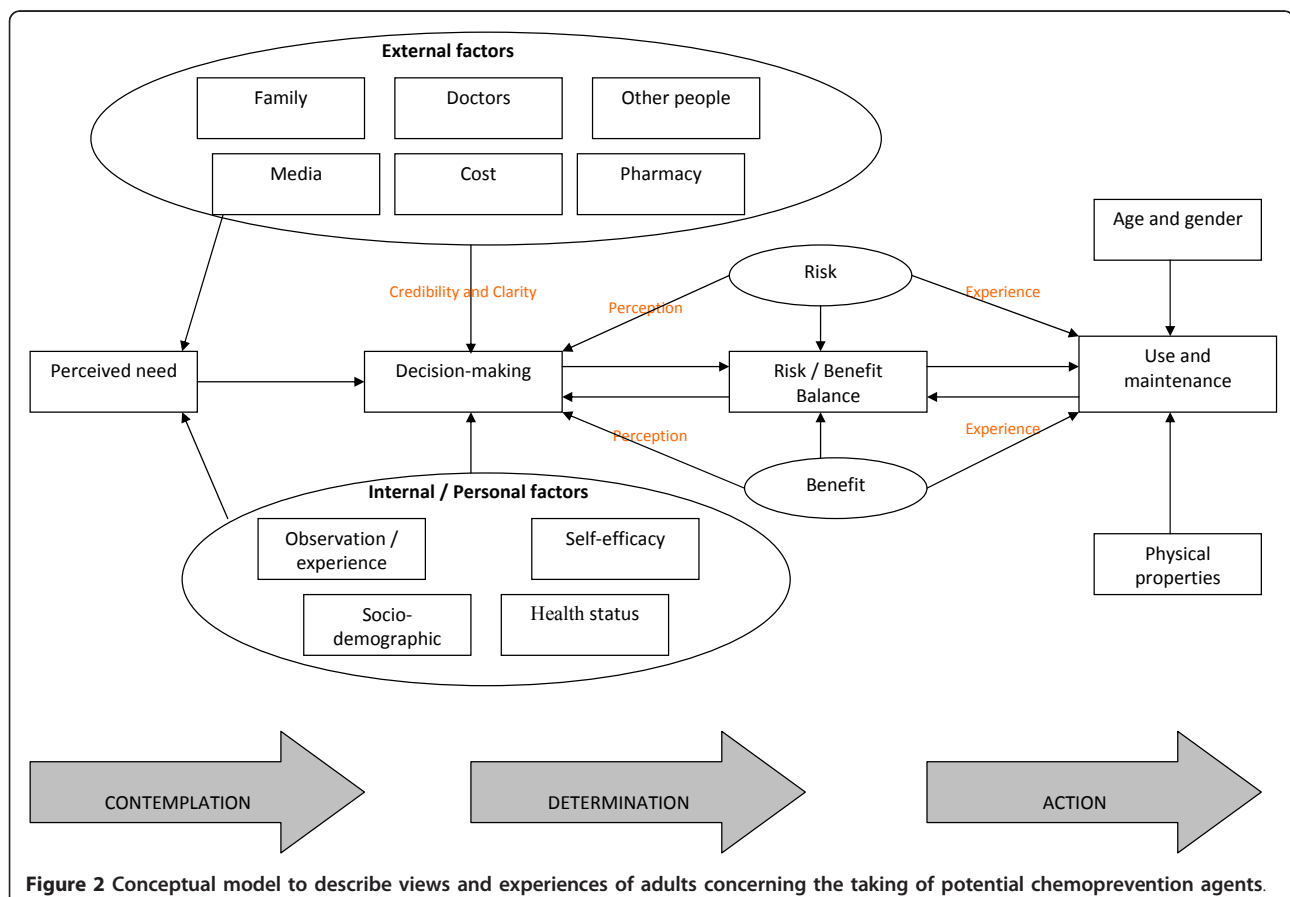 External factors
Family
Doctors
Other people
Media
Cost
Pharmacy
Age and gender
Risk
Credibility and Clarity
Perception
Experience
Perceived need
Decision-making
Risk / Benefit
Balance
Use and
maintenance
Perception
Experience
Benefit
Internal / Personal factors
Observation /
experience
Self-efficacy
Socio-
demographic
Health status
Physical
properties
CONTEMPLATION
DETERMINATION
ACTION
Figure 2 Conceptual model to describe views and experiences of adults concerning the taking of potential chemoprevention agents.